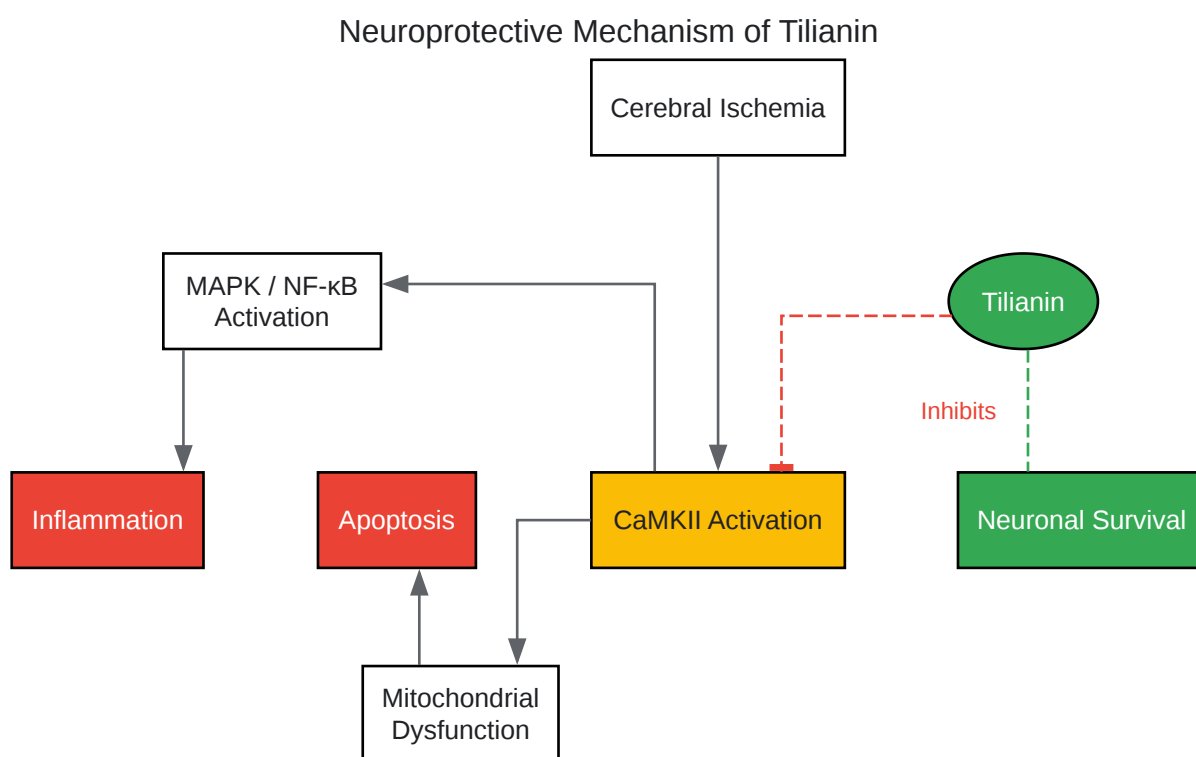 Neuroprotective Mechanism of Tilianin
Cerebral Ischemia
MAPK / NF-κB
Activation
Tilianin
Inhibits
Inflammation
Apoptosis
CaMKII Activation
Neuronal Survival
Mitochondrial
Dysfunction